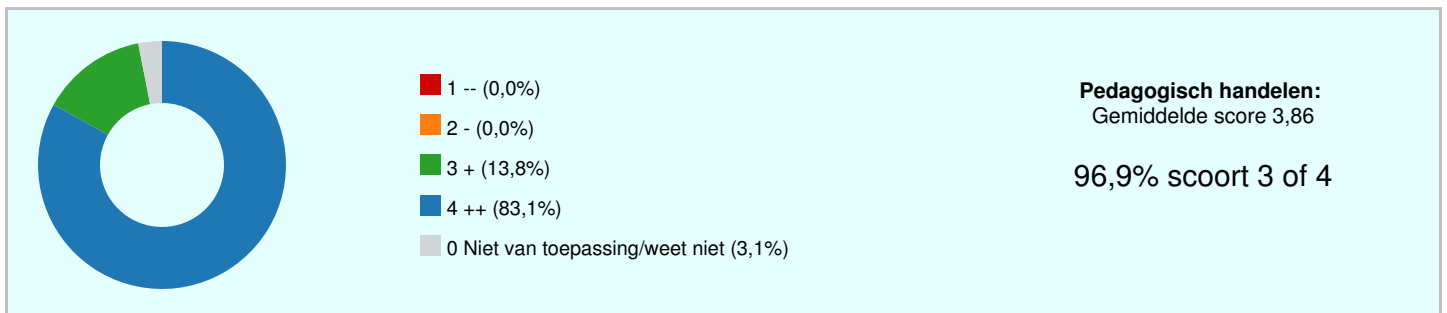 1 -- (0,0%)
2 - (0,0%)
3 + (13,8%)
4 ++ (83,1%)
0 Niet van toepassing/weet niet (3,1%)
Pedagogisch handelen:
Gemiddelde score 3,86
96,9% scoort 3 of 4